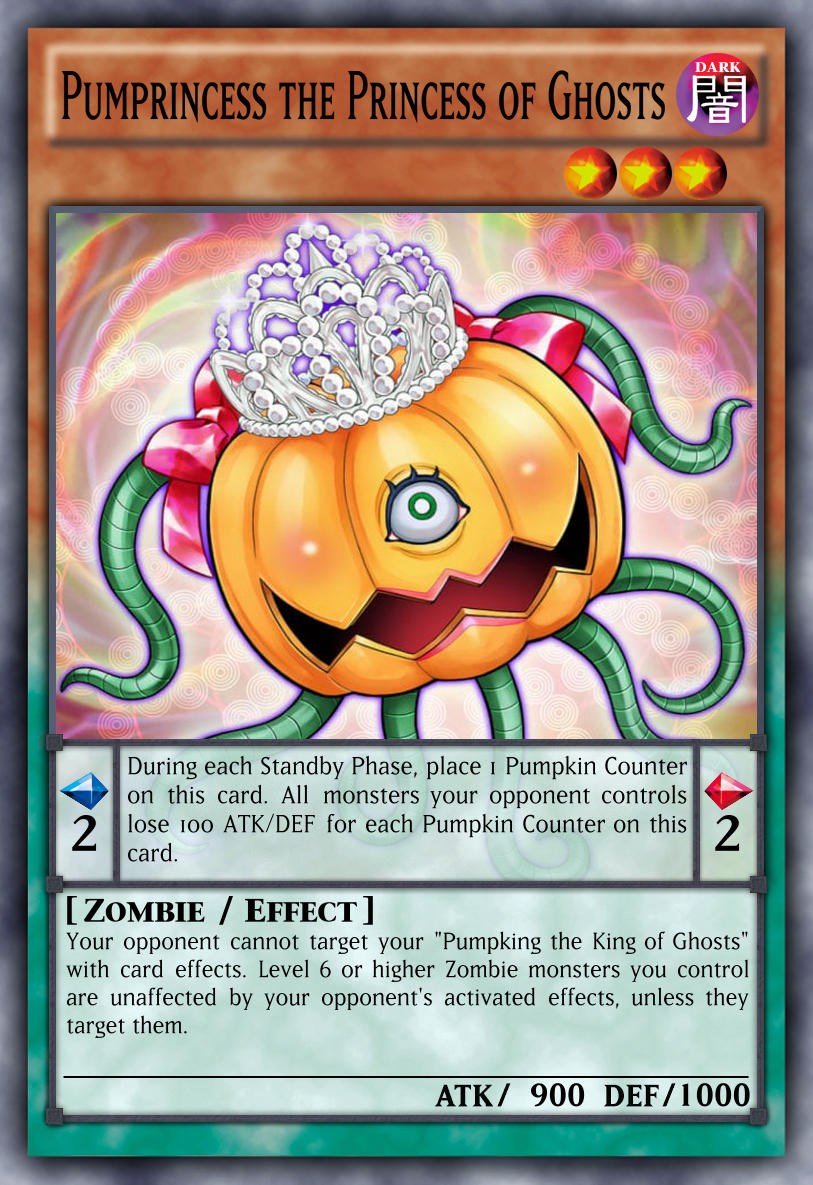 Pumprincess the Princess of Ghosts
DARK
闇
During each Standby Phase, place 1 Pumpkin Counter
on this card. All monsters your opponent controls
lose 100 ATK/DEF for each Pumpkin Counter on this
card.
2
2
[ Zombie / Effect ]
Your opponent cannot target your "Pumpking the King of Ghosts"
with card effects. Level 6 or higher Zombie monsters you control
are unaffected by your opponent's activated effects, unless they
target them.
ATK/ 900 DEF/1000